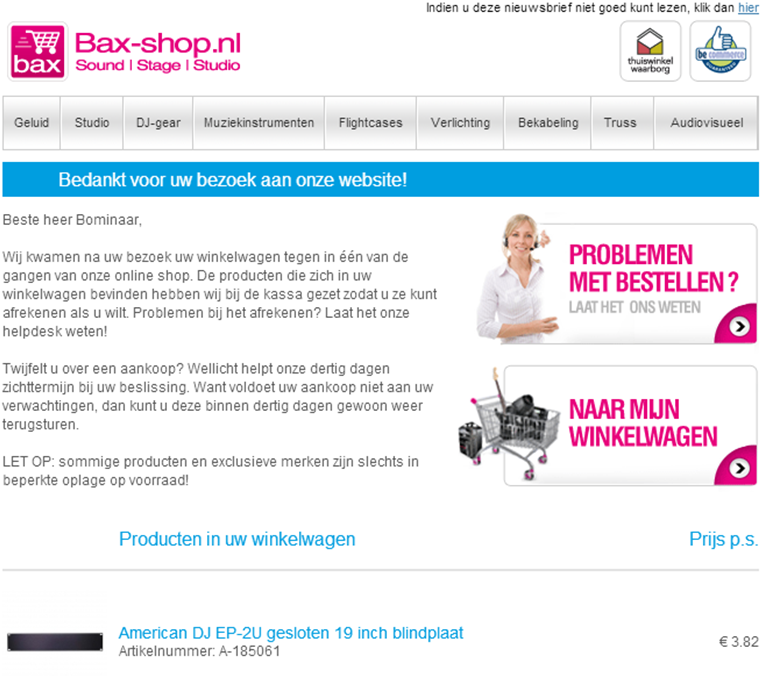 Indien u deze nieuwsbrief niet goed kunt lezen, klik dan hier
bax
Bax-shop.nl
Sound | Stage | Studio
thuiswinkel
waarborg
be commerce
Geluid Studio DJ-gear Muziekinstrumenten Flightcases Verlichting Bekabeling Truss Audiovisueel
Bedankt voor uw bezoek aan onze website!
Beste heer Bominaar,
Wij kwamen na uw bezoek uw winkelwagen tegen in één van de
gangen van onze online shop. De producten die zich in uw
winkelwagen bevinden hebben wij bij de kassa gezet zodat u ze kunt
afrekenen als u wilt. Problemen bij het afrekenen? Laat het onze
helpdesk weten!
Twijfelt u over een aankoop? Wellicht helpt onze dertig dagen
zichttermijn bij uw beslissing. Want voldoet uw aankoop niet aan uw
verwachtingen, dan kunt u deze binnen dertig dagen gewoon weer
terugsturen.
LET OP: sommige producten en exclusieve merken zijn slechts in
beperkte oplage op voorraad!
PROBLEMEN
MET BESTELLEN ?
LAAT HET ONS WETEN
NAAR MIJN
WINKELWAGEN
Producten in uw winkelwagen Prijs p.s.
American DJ EP-2U gesloten 19 inch blindplaat
Artikelnummer: A-185061
€ 3.82